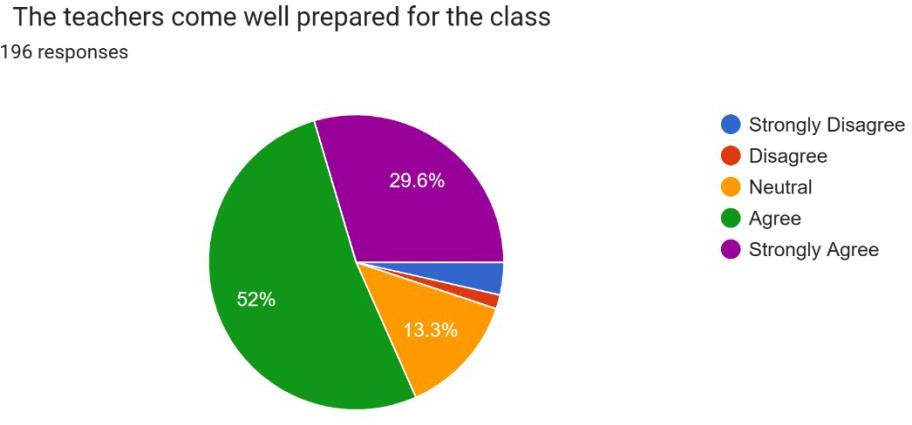 The teachers come well prepared for the class
196 responses
Strongly Disagree
Disagree
Neutral
Agree
Strongly Agree
29.6%
52%
13.3%